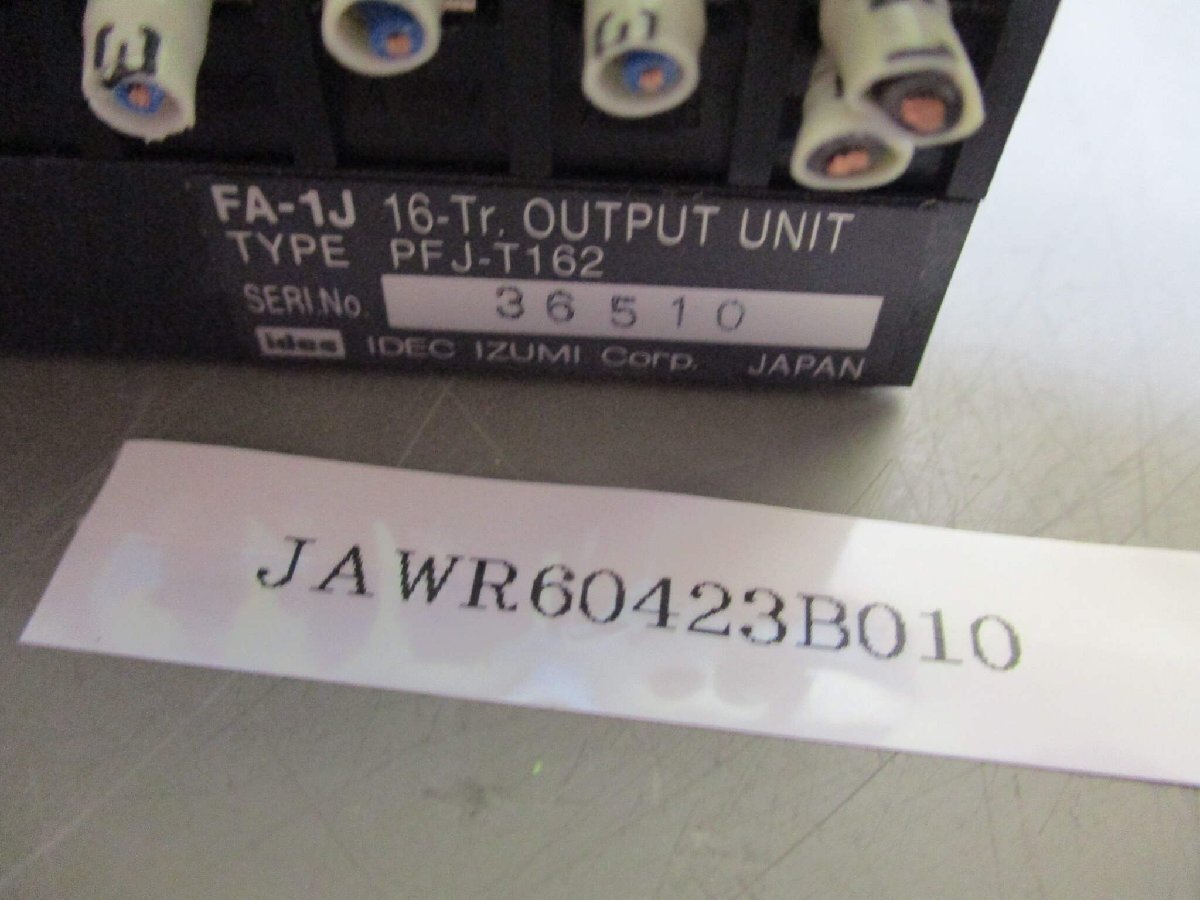 FA-1J 16-Tr. OUTPUT UNIT
TYPE PFJ-T162
SERI.No. 36510
idec IDEC IZUMI Corp. JAPAN
JAWR60423B010